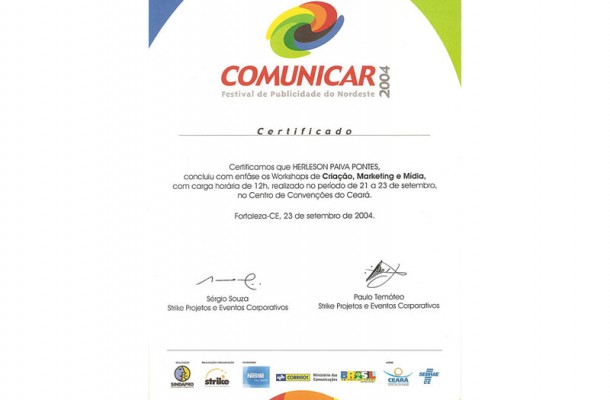 COMUNICAR 2004
Festival de Publicidade do Nordeste
Certificado
Certificamos que HERLESON PAIVA PONTES,
concluiu com entâse os Workshops de Criação, Marketing e Mídia,
com carga horária de 12h, realizado no período de 21 a 23 de setembro,
no Centro de Convenções do Ceará.
Fortaleza-CE, 23 de setembro de 2004.
Sérgio Souza
Strike Projetos e Eventos Corporativos
Paulo Temóteo
Strike Projetos e Eventos Corporativos
SINDAPRO
strike
CORREIOS
Ministério das
Comunicações
BRASIL
CEARÁ
SEBRAE
CE